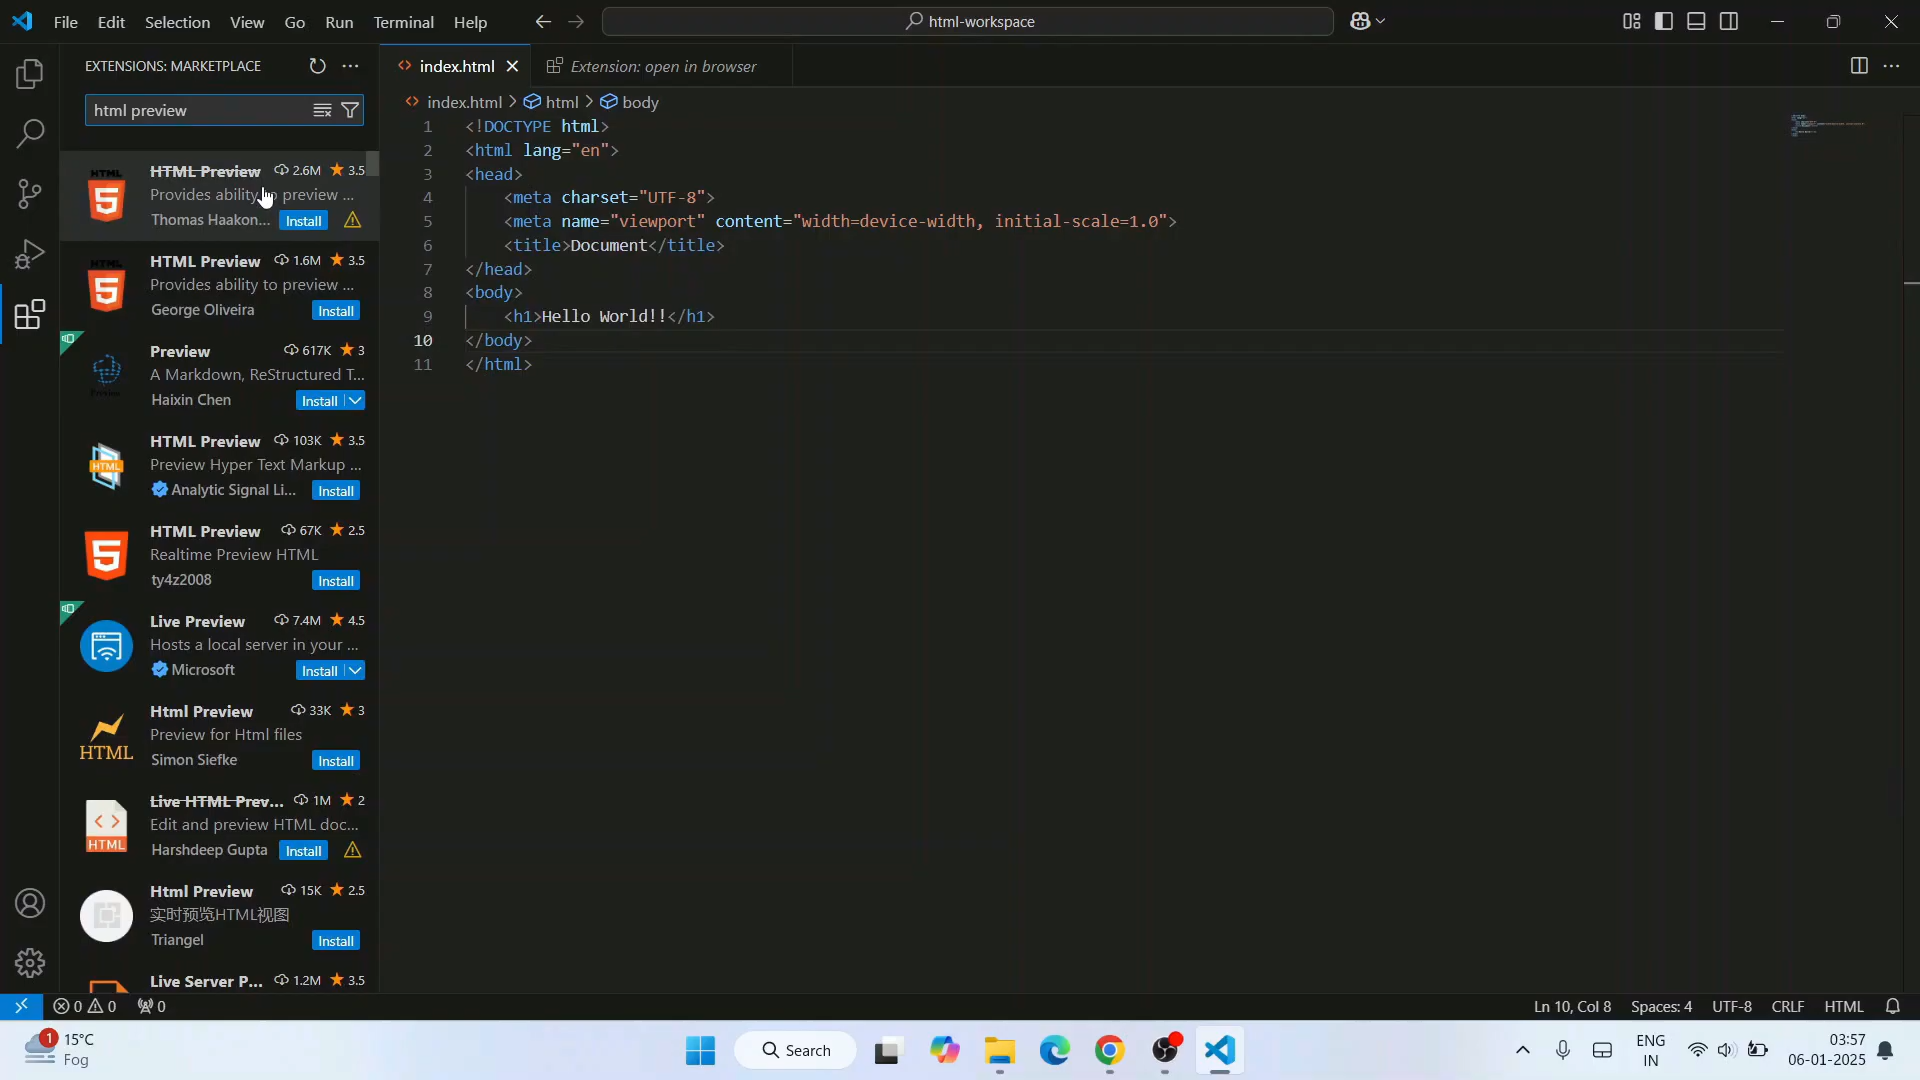 File Edit Selection View Go Run Terminal Help
html-workspace
EXTENSIONS: MARKETPLACE
html preview
HTML Preview 2.6M 3.5
Provides ability to preview ...
Thomas Haakon... Install
HTML Preview 1.6M 3.5
Provides ability to preview ...
George Oliveira Install
Preview 617K 3
A Markdown, ReStructured T...
Haixin Chen Install
HTML Preview 103K 3.5
Preview Hyper Text Markup ...
Analytic Signal Li... Install
HTML Preview 67K 2.5
Realtime Preview HTML
ty4z2008 Install
Live Preview 7.4M 4.5
Hosts a local server in your ...
Microsoft Install
Html Preview 33K 3
Preview for Html files
Simon Siefke Install
Live HTML Prev... 1M 2
Edit and preview HTML doc...
Harshdeep Gupta Install
Html Preview 15K 2.5
实时预览HTML视图
Triangel Install
Live Server P... 1.2M 3.5
HTML
HTML
HTML
HTML
HTML
index.html Extension: open in browser
index.html > html > body
1 <!DOCTYPE html>
2 <html lang="en">
3 <head>
4 <meta charset="UTF-8">
5 <meta name="viewport" content="width=device-width, initial-scale=1.0">
6 <title>Document</title>
7 </head>
8 <body>
9 <h1>Hello World!!</h1>
10 </body>
11 </html>
0 0 0
Ln 10, Col 8 Spaces: 4 UTF-8 CRLF HTML
1 15°C
Fog
Search
ENG
IN
03:57
06-01-2025